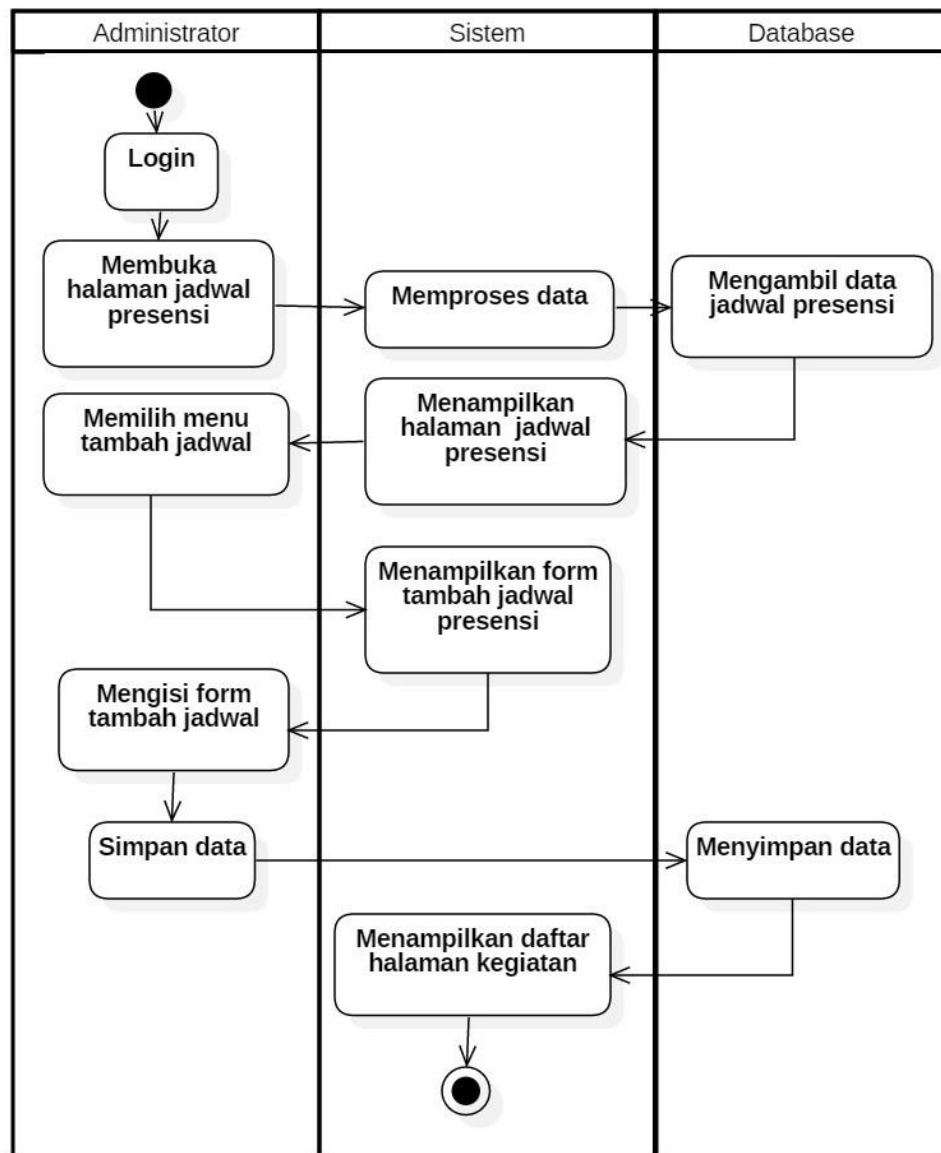 Administrator
Sistem
Database
Login
Membuka
halaman jadwal
presensi
Memproses data
Mengambil data
jadwal presensi
Memilih menu
tambah jadwal
Menampilkan
halaman jadwal
presensi
Menampilkan form
tambah jadwal
presensi
Mengisi form
tambah jadwal
Simpan data
Menyimpan data
Menampilkan daftar
halaman kegiatan